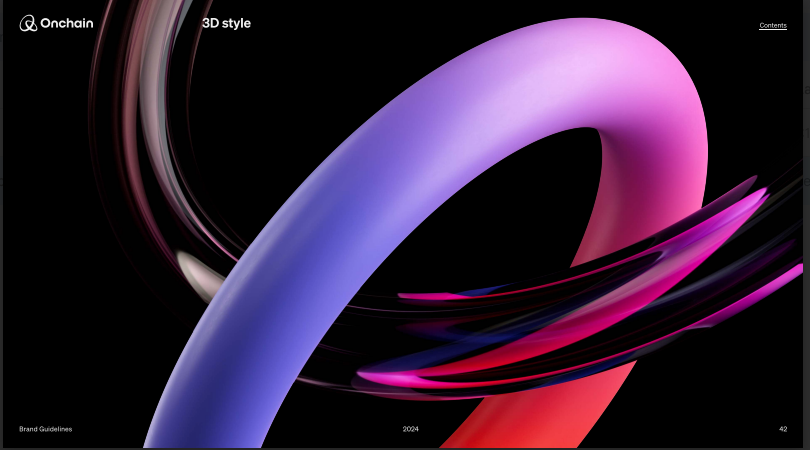 Onchain
3D style
Contents
Brand Guidelines
2024
42